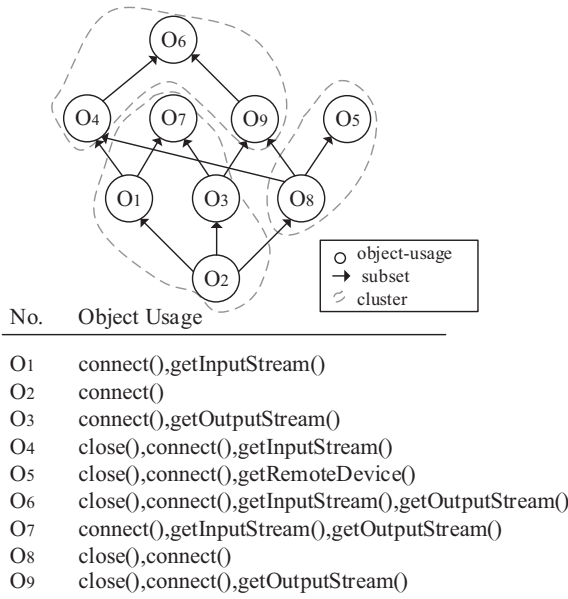 O6
O4
O7
O9
O5
O1
O3
O8
O2
object-usage
subset
cluster
No. Object Usage
O1 connect(),getInputStream()
O2 connect()
O3 connect(),getOutputStream()
O4 close(),connect(),getInputStream()
O5 close(),connect(),getRemoteDevice()
O6 close(),connect(),getInputStream(),getOutputStream()
O7 connect(),getInputStream(),getOutputStream()
O8 close(),connect()
O9 close(),connect(),getOutputStream()